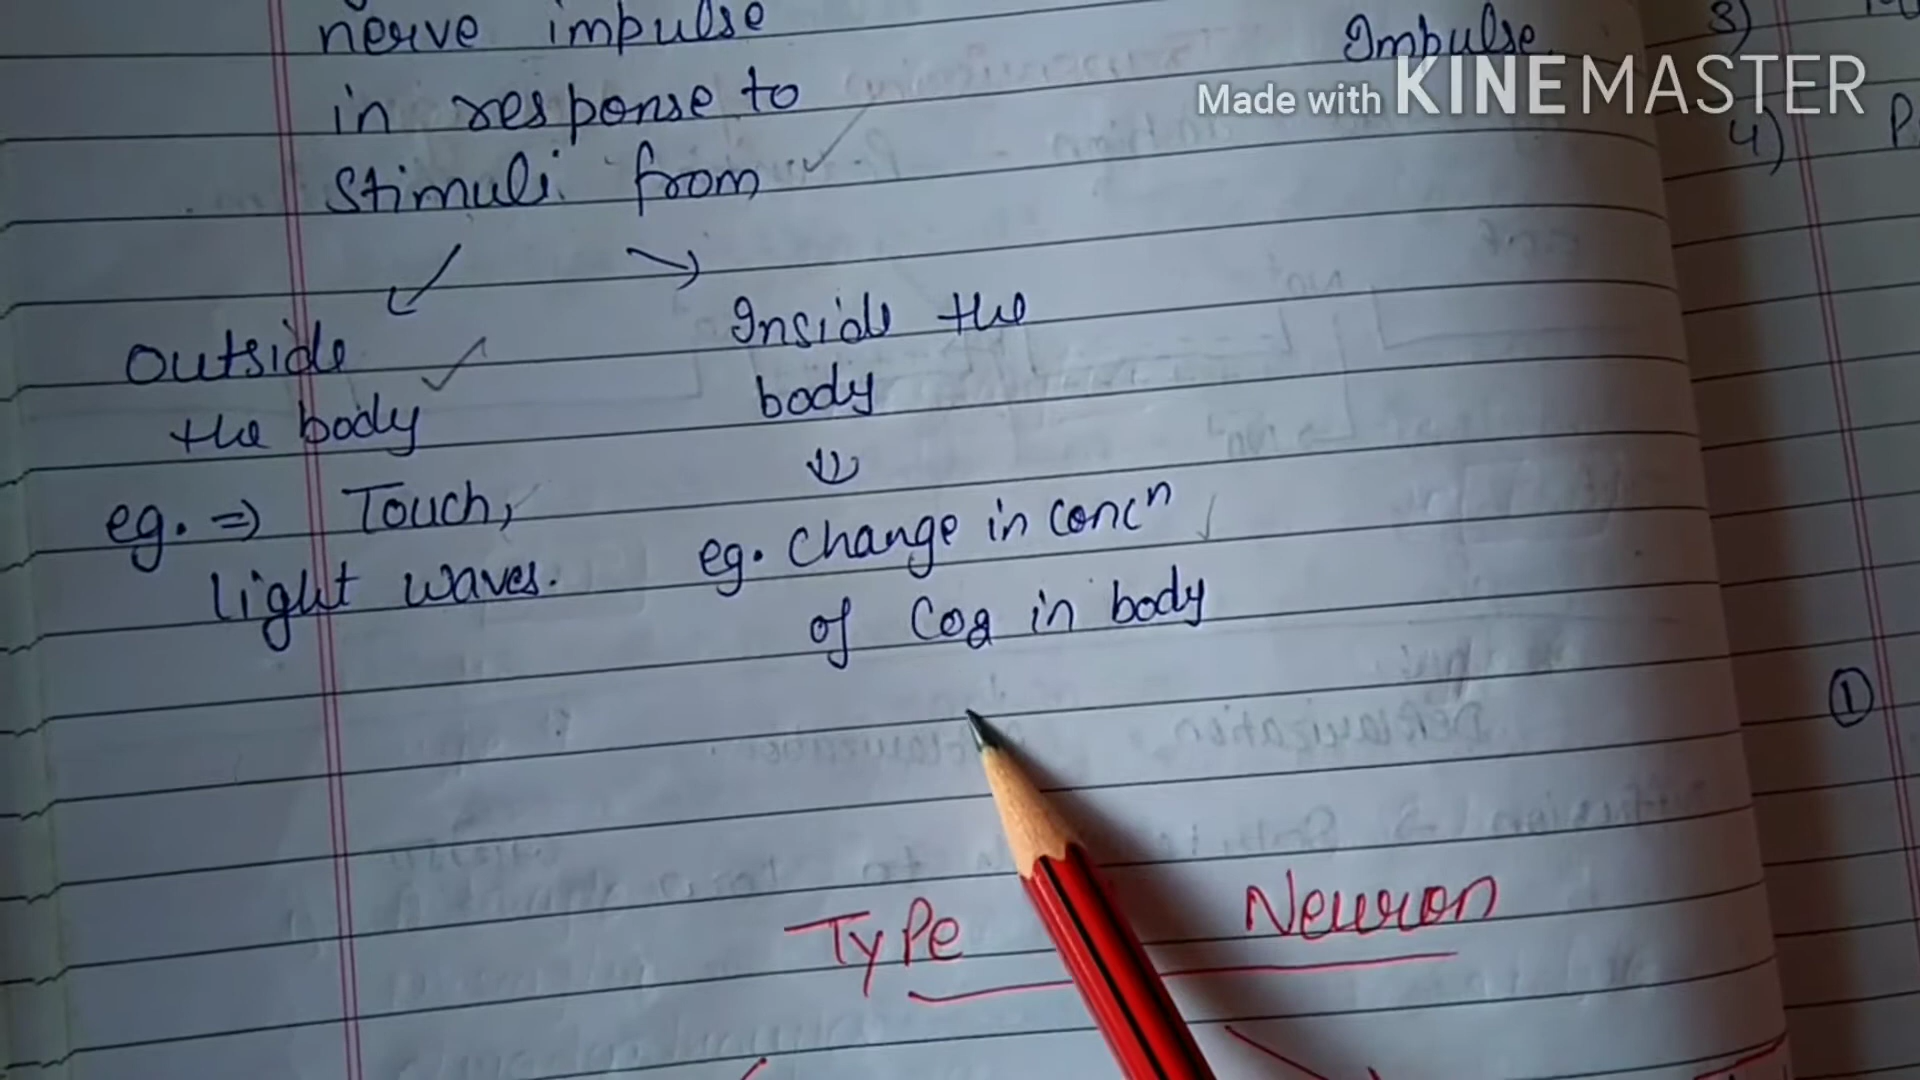 nerve impulse
in response to
stimuli from
Outside
the body
eg. ⇒ Touch,
light waves.
Inside the
body
eg. Change in concⁿ
of CO2 in body
Impulse
Made with KINEMASTER
3)
4)
P
①
Type Neuron